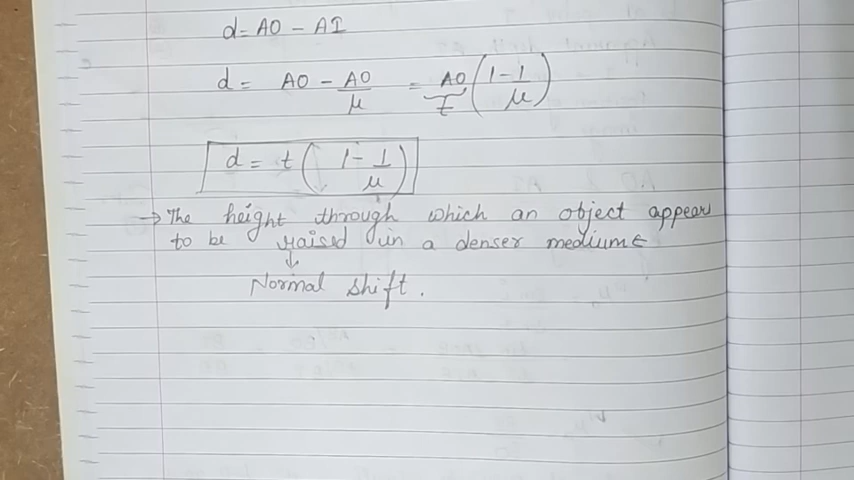 d = AO - AI
d = AO - AO/μ = AO/t (1 - 1/μ)
d = t (1 - 1/μ)
→ The height through which an object appears
to be raised in a denser medium
↓
Normal shift.